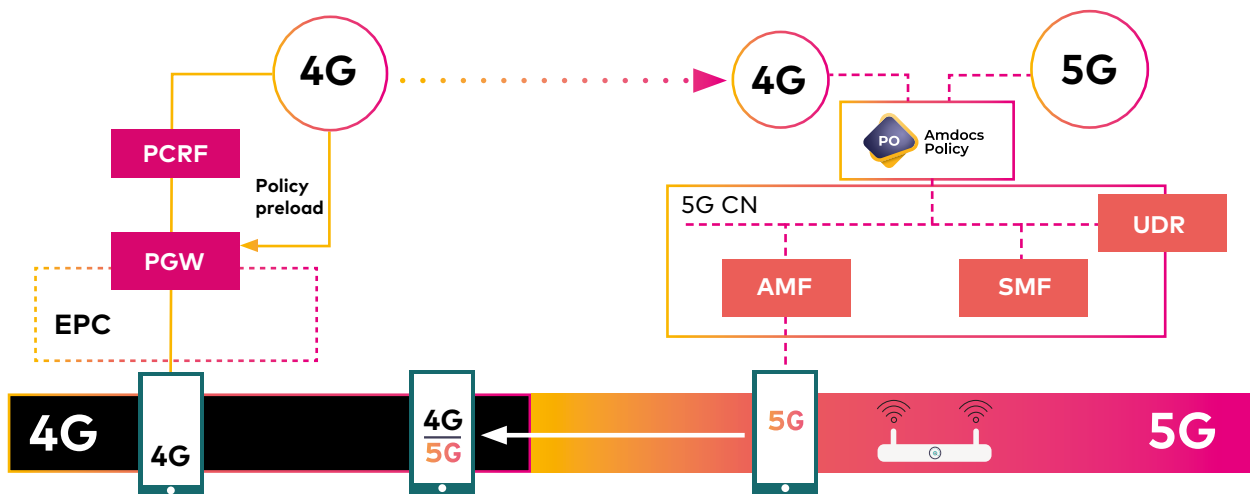 4G
4G
5G
PCRF
PO
Amdocs
Policy
Policy
preload
5G CN
UDR
PGW
AMF
SMF
EPC
4G
4G
4G
5G
5G
5G